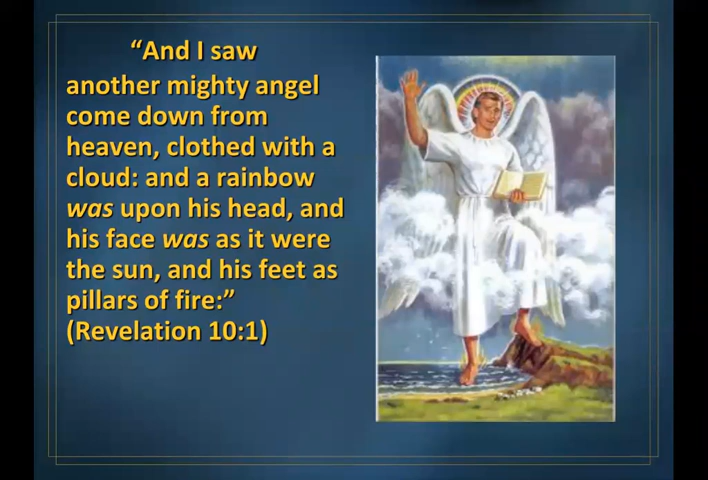 “And I saw
another mighty angel
come down from
heaven, clothed with a
cloud: and a rainbow
was upon his head, and
his face was as it were
the sun, and his feet as
pillars of fire:”
(Revelation 10:1)